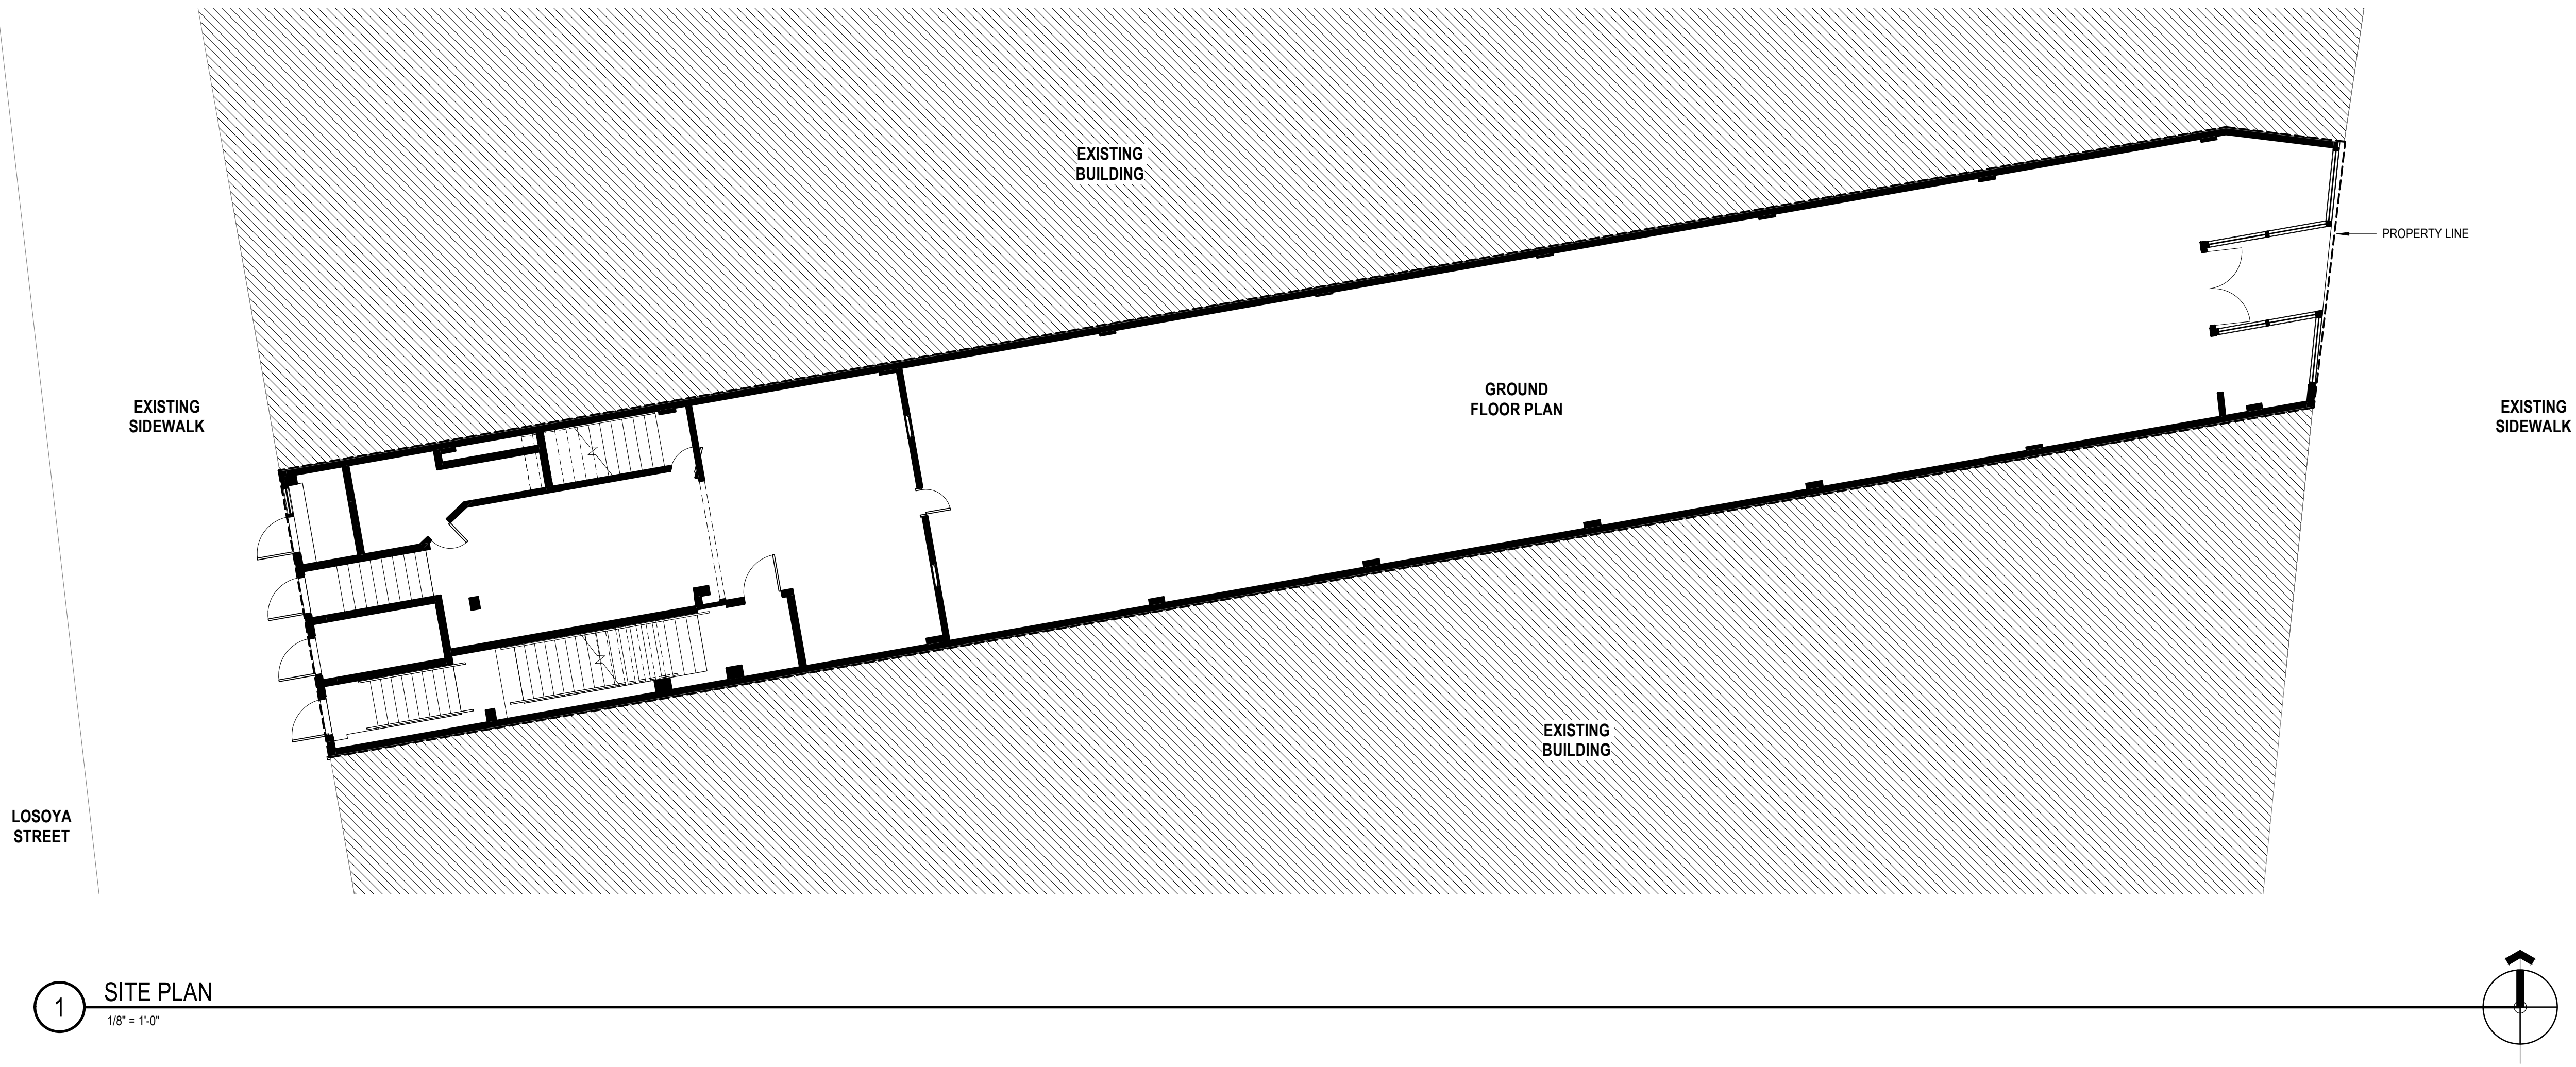 EXISTING
BUILDING
PROPERTY LINE
GROUND
FLOOR PLAN
EXISTING
SIDEWALK
EXISTING
SIDEWALK
EXISTING
BUILDING
LOSOYA
STREET
1
SITE PLAN
1/8" = 1'-0"